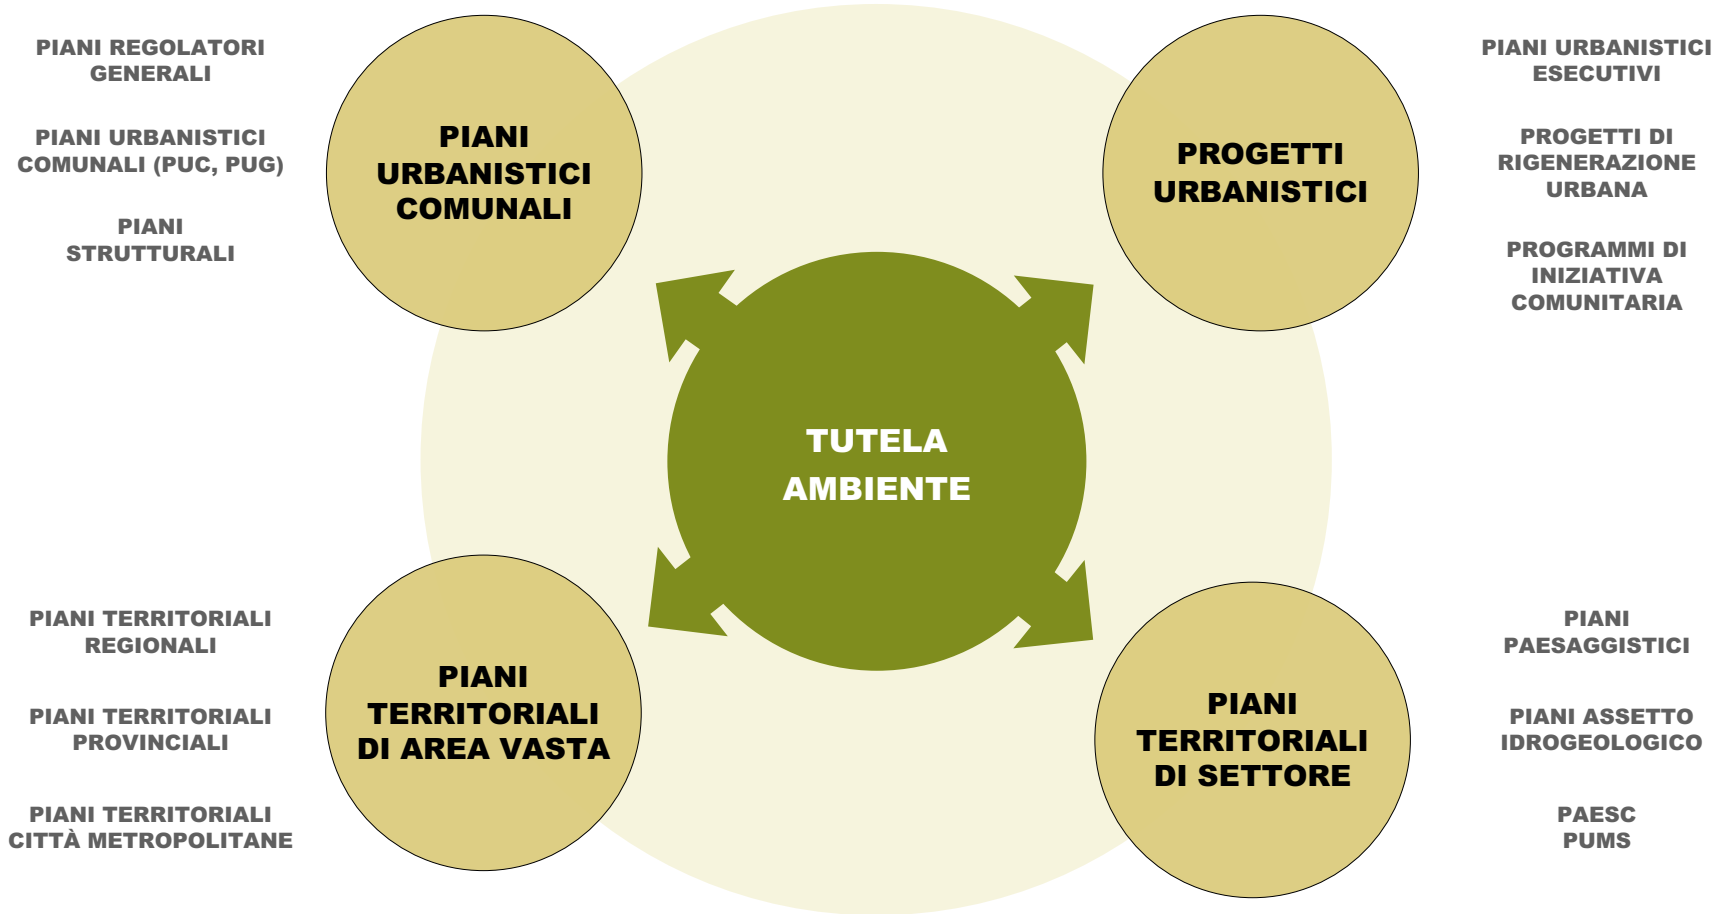 PIANI REGOLATORI
GENERALI
PIANI URBANISTICI
COMUNALI (PUC, PUG)
PIANI
STRUTTURALI
PIANI
URBANISTICI
COMUNALI
PROGETTI
URBANISTICI
PIANI URBANISTICI
ESECUTIVI
PROGETTI DI
RIGENERAZIONE
URBANA
PROGRAMMI DI
INIZIATIVA
COMUNITARIA
TUTELA
AMBIENTE
PIANI TERRITORIALI
REGIONALI
PIANI TERRITORIALI
PROVINCIALI
PIANI TERRITORIALI
CITTÀ METROPOLITANE
PIANI
TERRITORIALI
DI AREA VASTA
PIANI
TERRITORIALI
DI SETTORE
PIANI
PAESAGGISTICI
PIANI ASSETTO
IDROGEOLOGICO
PAESC
PUMS